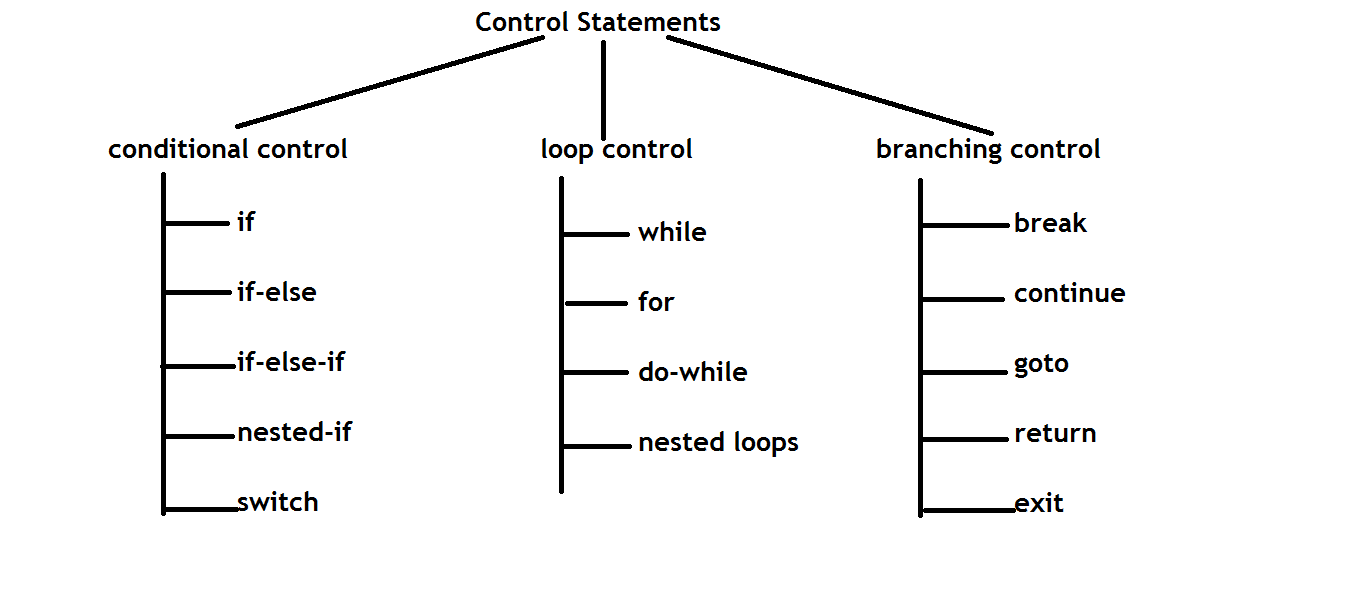 Control Statements
conditional control
if
if-else
if-else-if
nested-if
switch
loop control
while
for
do-while
nested loops
branching control
break
continue
goto
return
exit